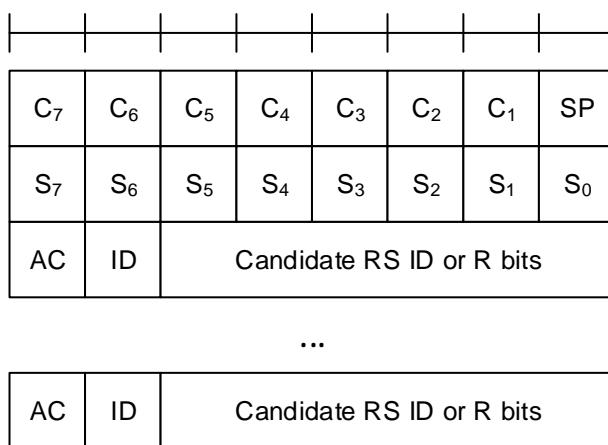 C₇ C₆ C₅ C₄ C₃ C₂ C₁ SP
S₇ S₆ S₅ S₄ S₃ S₂ S₁ S₀
AC ID Candidate RS ID or R bits
...
AC ID Candidate RS ID or R bits